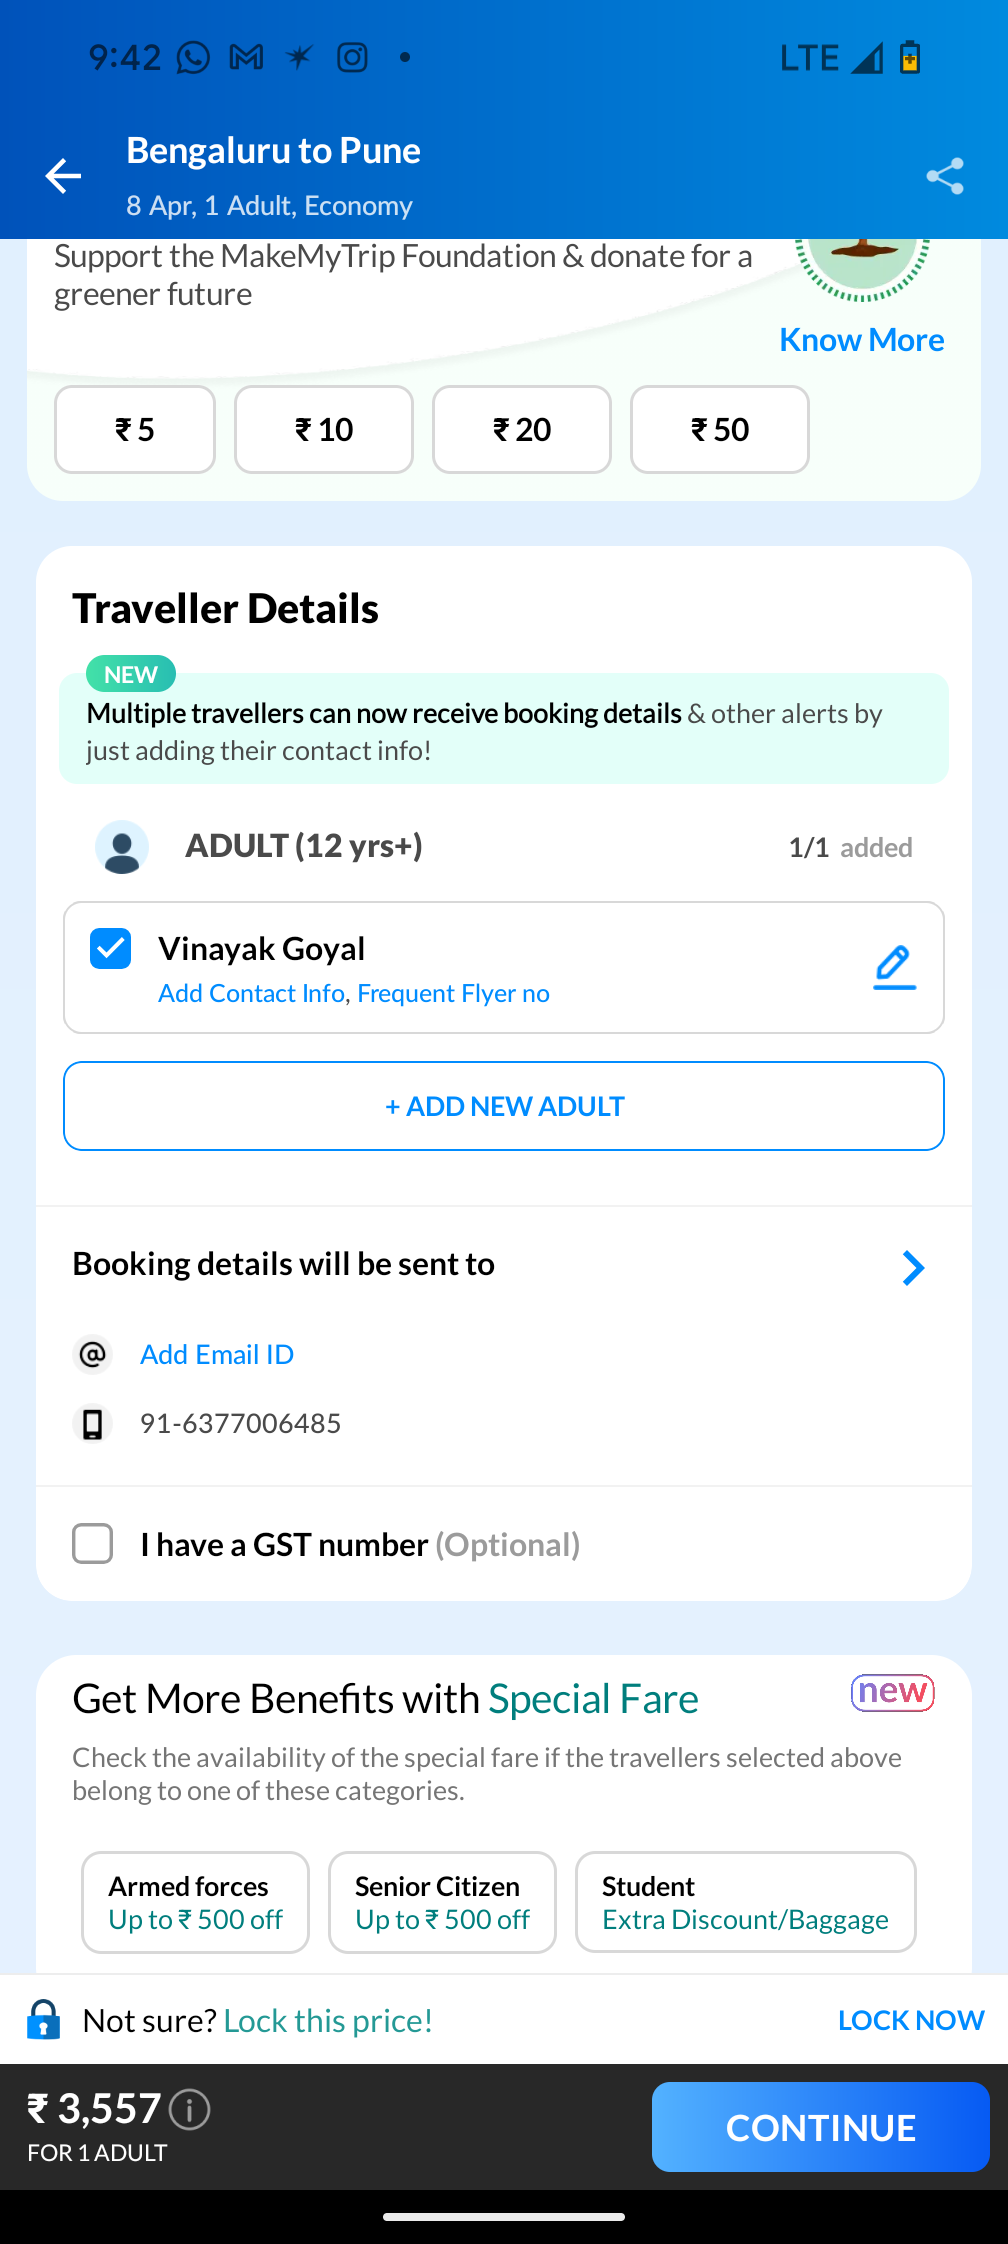 9:42
LTE
Bengaluru to Pune
8 Apr, 1 Adult, Economy
Support the MakeMyTrip Foundation & donate for a
greener future
Know More
₹ 5
₹ 10
₹ 20
₹ 50
Traveller Details
NEW
Multiple travellers can now receive booking details & other alerts by
just adding their contact info!
ADULT (12 yrs+)
1/1 added
Vinayak Goyal
Add Contact Info, Frequent Flyer no
+ ADD NEW ADULT
Booking details will be sent to
Add Email ID
91-6377006485
I have a GST number (Optional)
Get More Benefits with Special Fare
new
Check the availability of the special fare if the travellers selected above
belong to one of these categories.
Armed forces
Up to ₹ 500 off
Senior Citizen
Up to ₹ 500 off
Student
Extra Discount/Baggage
Not sure? Lock this price!
LOCK NOW
₹ 3,557
FOR 1 ADULT
CONTINUE